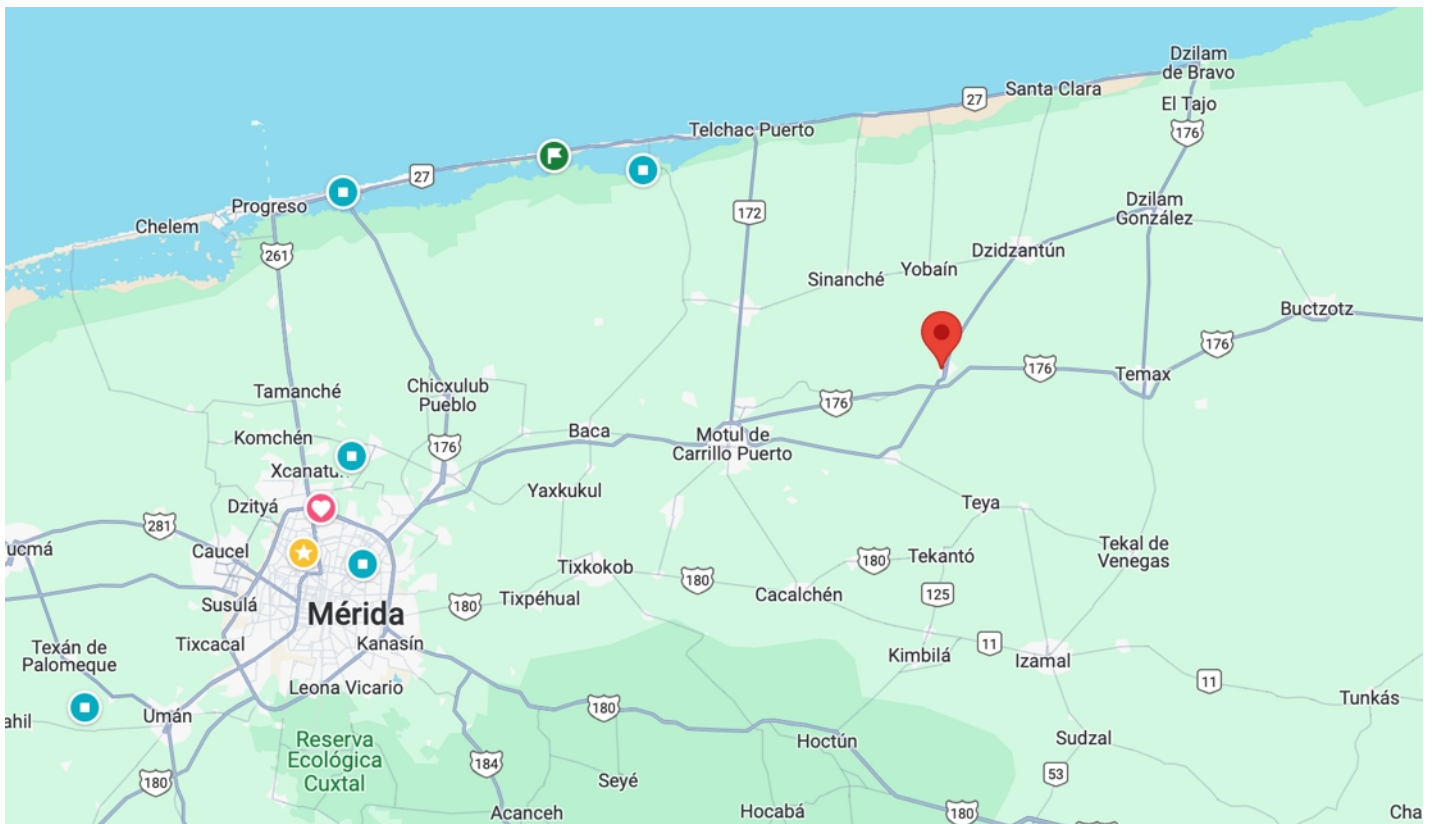 Dzilam
de Bravo
Santa Clara
27
El Tajo
Telchac Puerto
176
27
Progreso
Dzilam
González
172
Chelem
261
Dzidzantún
Yobaín
Sinanché
Buctzotz
176
176
Temax
Chicxulub
Pueblo
Tamanché
176
Komchén
Baca
Motul de
Carrillo Puerto
176
Xcanatu
Yaxkukul
Dzityá
Teya
281
ucmá
Caucel
Tekal de
Venegas
180
Tekantó
Tixkokob
180
Cacalchén
125
Susulá
Mérida
180
Tixpéhual
Tixcacal
Kanasín
11
Texán de
Palomeque
Kimbilá
Izamal
11
Leona Vicario
Tunkás
ahil
Umán
180
Reserva
Ecológica
Cuxtal
Hoctún
Sudzal
184
53
180
Seyé
Acanceh
Hocabá
180
Cha